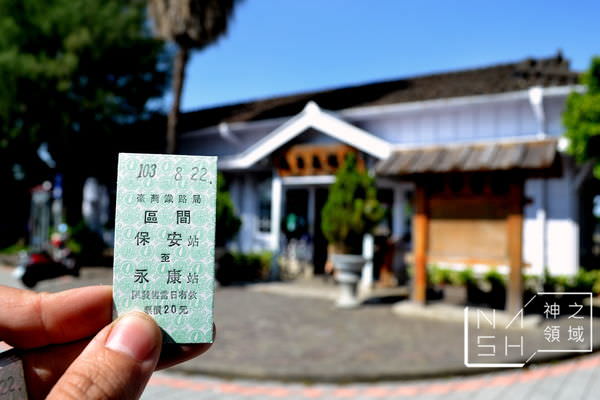 103. 8.22.
臺灣鐵路局
區間
保安站
至
永康站
限發售當日有效
票價20元
神之
領域
NASH